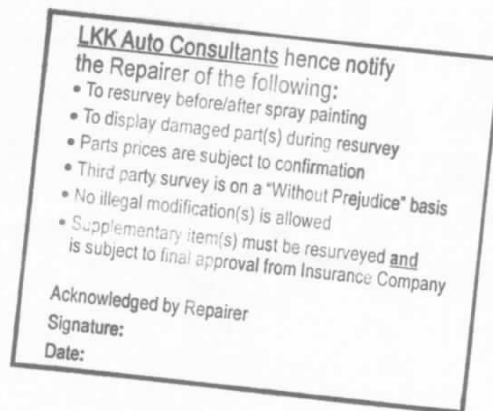 LKK Auto Consultants hence notify
the Repairer of the following:
• To resurvey before/after spray painting
• To display damaged part(s) during resurvey
• Parts prices are subject to confirmation
• Third party survey is on a "Without Prejudice" basis
• No illegal modification(s) is allowed
• Supplementary item(s) must be resurveyed and
is subject to final approval from Insurance Company
Acknowledged by Repairer
Signature:
Date: